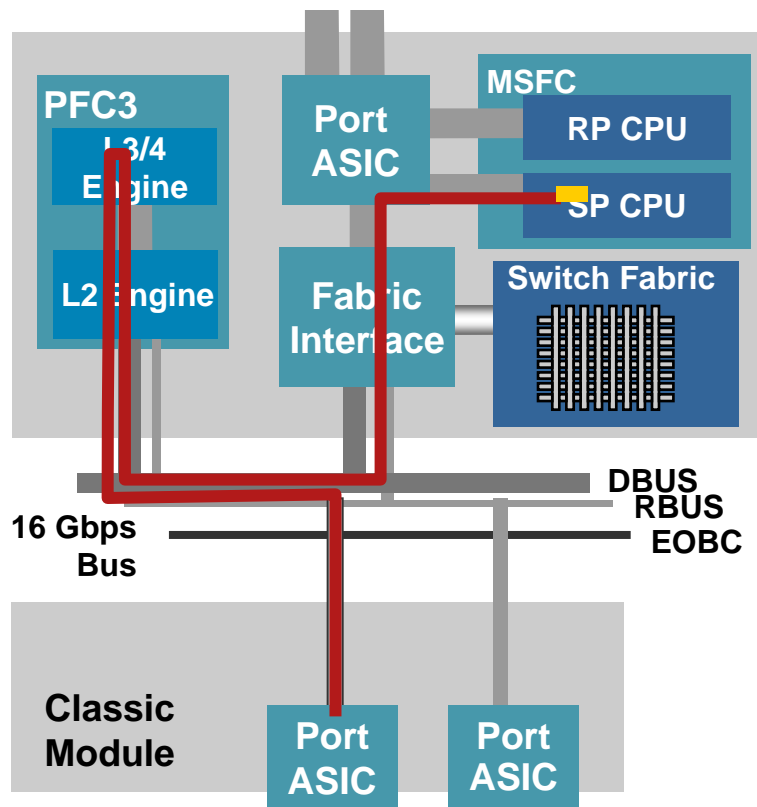 PFC3
L3/4
Engine
L2 Engine
Port
ASIC
MSFC
RP CPU
SP CPU
Fabric
Interface
Switch Fabric
DBUS
RBUS
EOBC
16 Gbps
Bus
Classic
Module
Port
ASIC
Port
ASIC